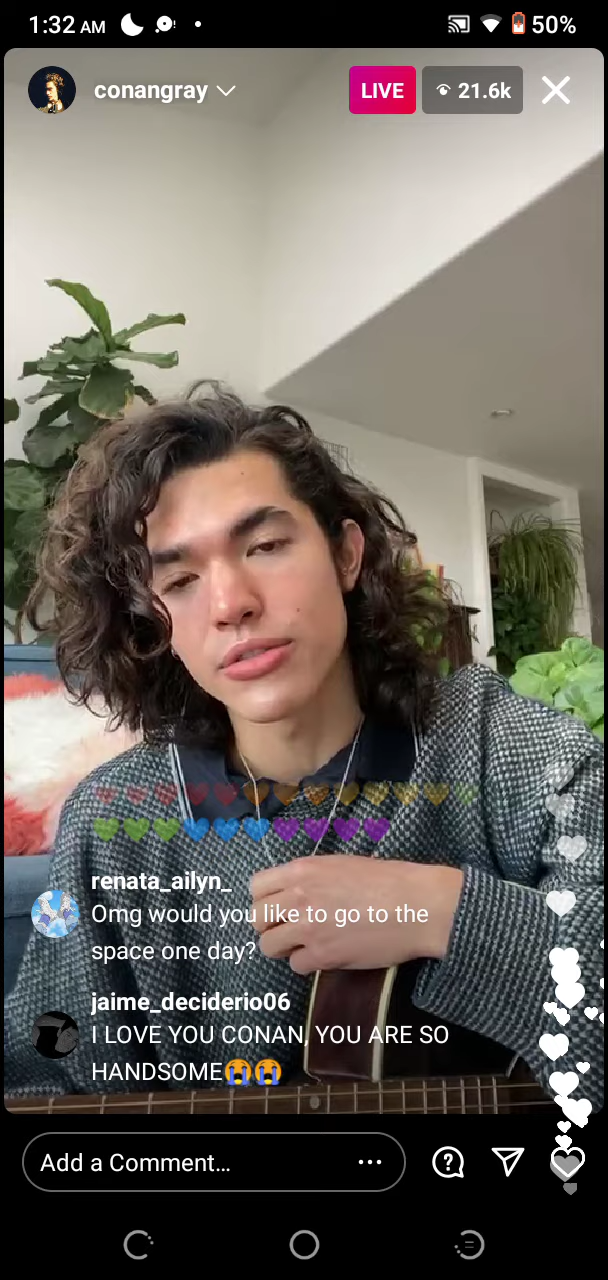 1:32 AM
50%
conangray
LIVE
21.6k
renata_ailyn_
Omg would you like to go to the
space one day?
jaime_deciderio06
I LOVE YOU CONAN, YOU ARE SO
HANDSOME😭😭
Add a Comment...